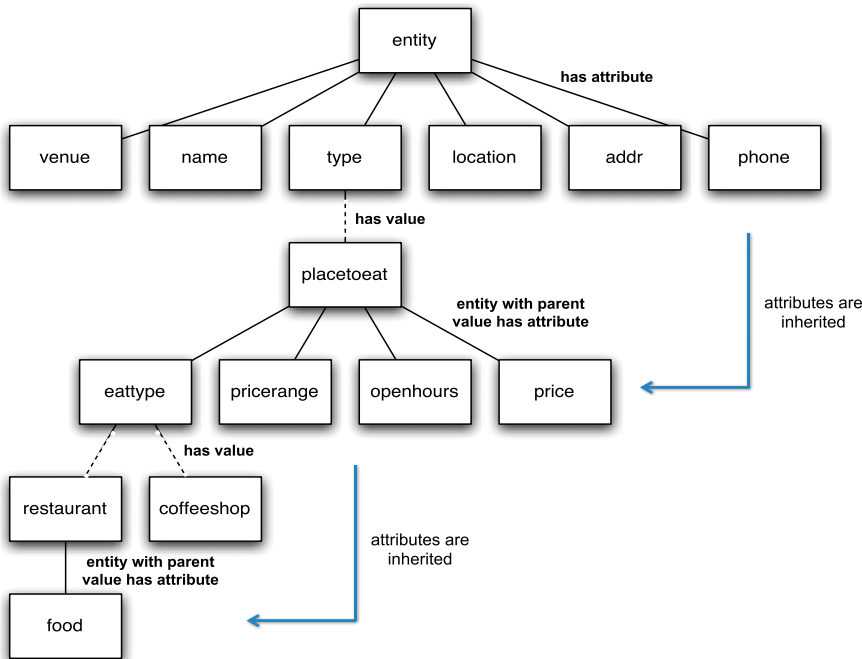 entity
has attribute
venue
name
type
location
addr
phone
has value
placetoeat
entity with parent
value has attribute
attributes are
inherited
eattype
pricerange
openhours
price
has value
restaurant
coffeeshop
attributes are
inherited
entity with parent
value has attribute
food